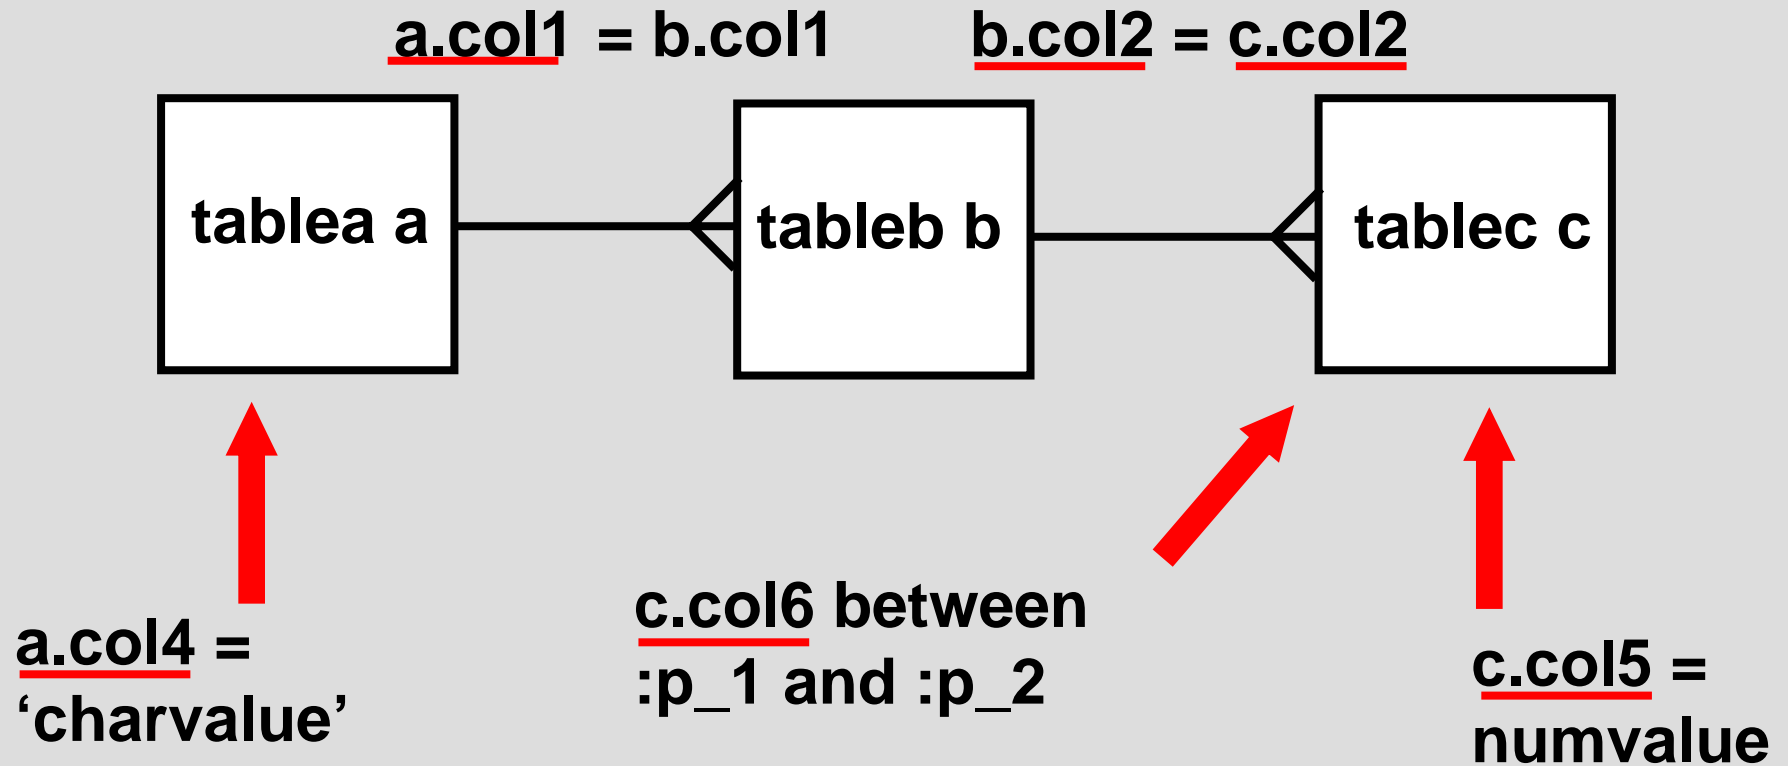 a.col1 = b.col1
b.col2 = c.col2
tablea a
tableb b
tablec c
a.col4 =
‘charvalue’
c.col6 between
:p_1 and :p_2
c.col5 =
numvalue